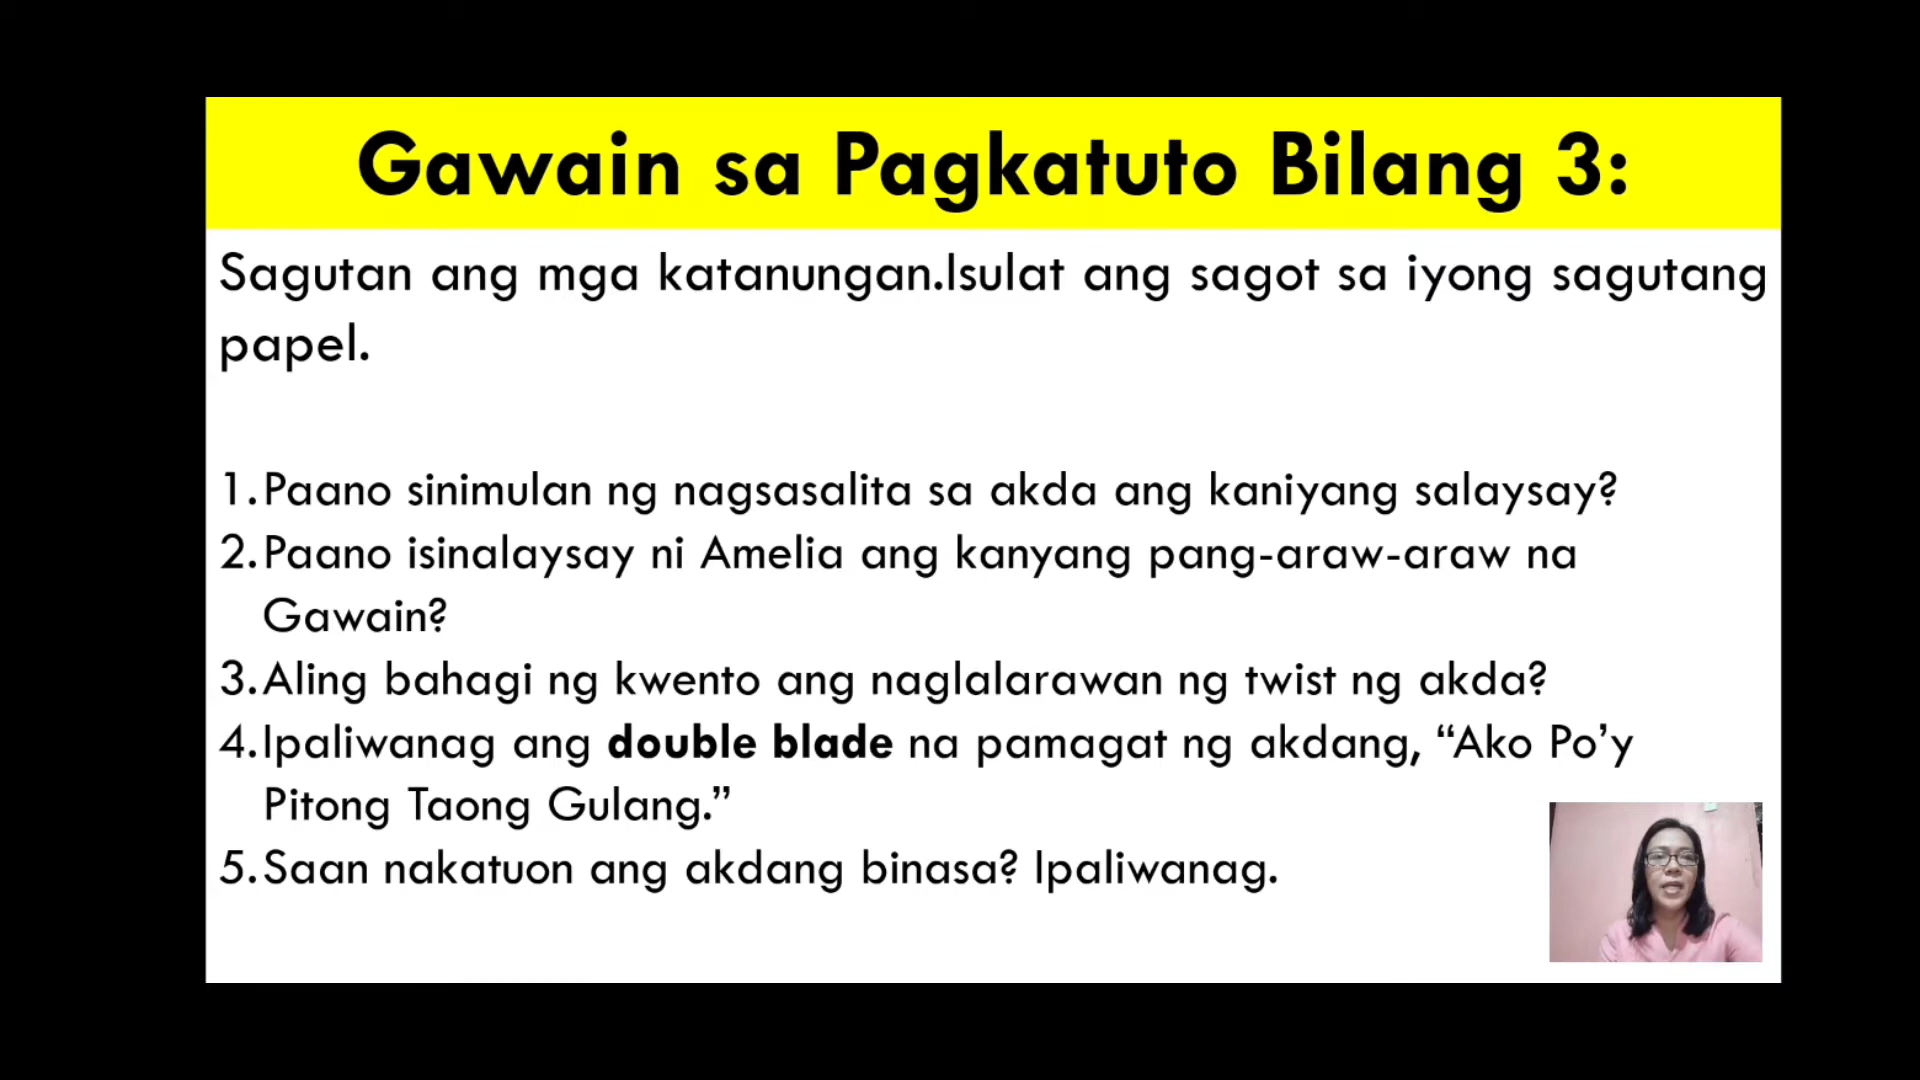 Gawain sa Pagkatuto Bilang 3:
Sagutan ang mga katanungan.Isulat ang sagot sa iyong sagutang
papel.
1.Paano sinimulan ng nagsasalita sa akda ang kaniyang salaysay?
2.Paano isinalaysay ni Amelia ang kanyang pang-araw-araw na
Gawain?
3.Aling bahagi ng kwento ang naglalarawan ng twist ng akda?
4.Ipaliwanag ang double blade na pamagat ng akdang, “Ako Po’y
Pitong Taong Gulang.”
5.Saan nakatuon ang akdang binasa? Ipaliwanag.